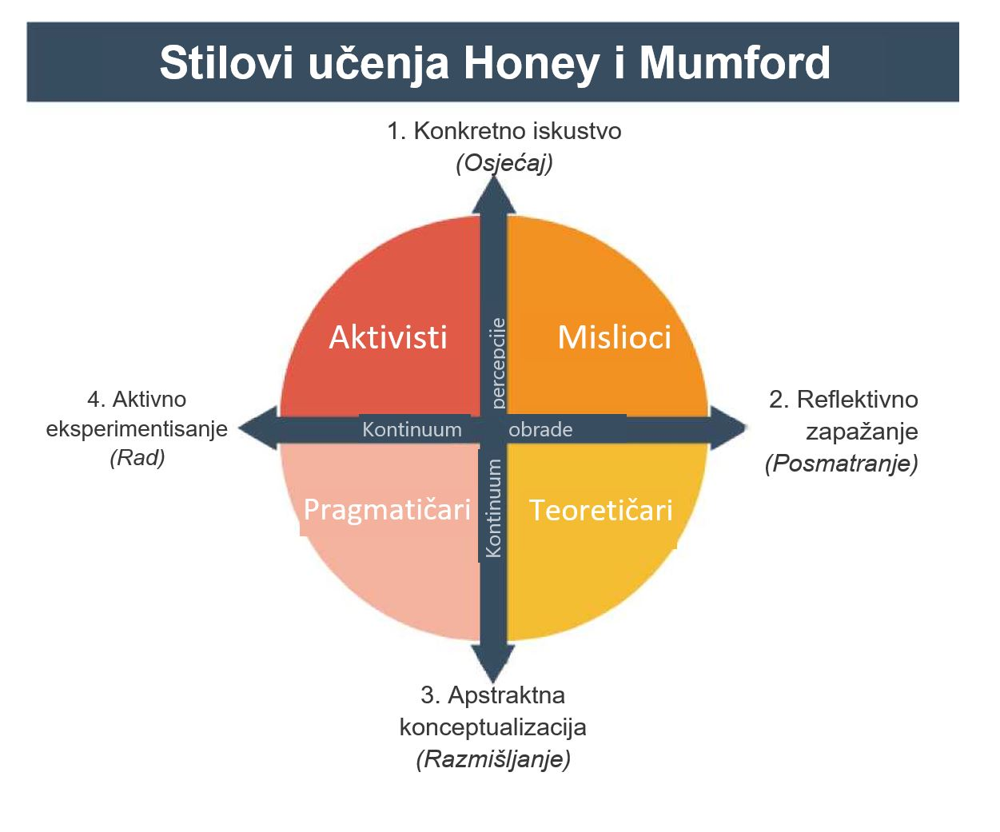 Stilovi učenja Honey i Mumford
1. Konkretno iskustvo
(Osjećaj)
Aktivisti
Mislioci
percepcije
4. Aktivno
eksperimentisanje
(Rad)
Kontinuum obrade
2. Reflektivno
zapažanje
(Posmatranje)
Kontinuum
Pragmatičari
Teoretičari
3. Apstraktna
konceptualizacija
(Razmišljanje)